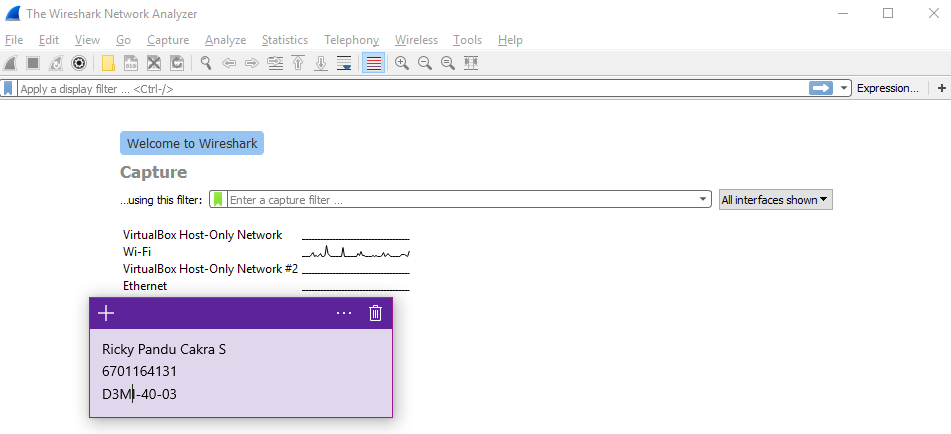 The Wireshark Network Analyzer
File Edit View Go Capture Analyze Statistics Telephony Wireless Tools Help
Apply a display filter ... <Ctrl-/> Expression... +
Welcome to Wireshark
Capture
...using this filter: Enter a capture filter ... All interfaces shown
VirtualBox Host-Only Network
Wi-Fi
VirtualBox Host-Only Network #2
Ethernet
Ricky Pandu Cakra S
6701164131
D3MI-40-03